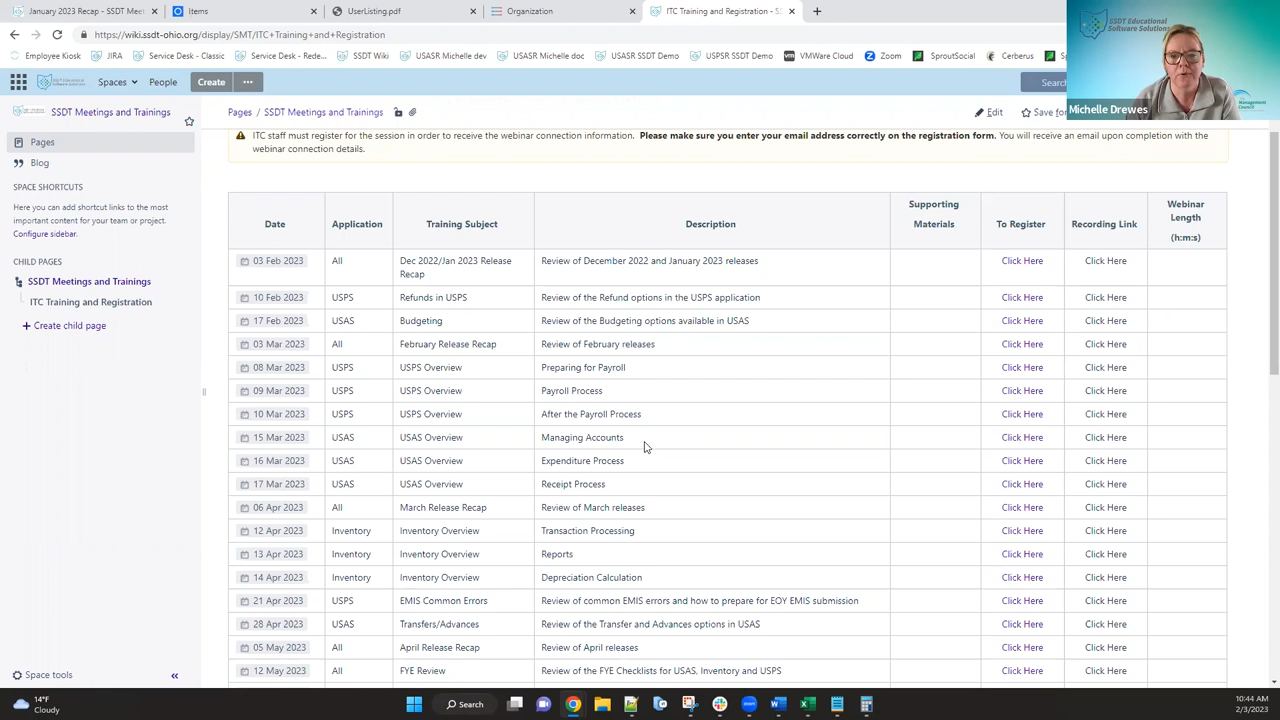 January 2023 Recap - SSDT Meet
Items
UserListing.pdf
Organization
ITC Training and Registration - S
https://wiki.ssdt-ohio.org/display/SMT/ITC+Training+and+Registration
Employee Kiosk
JIRA
Service Desk - Classic
Service Desk - Rede...
SSDT Wiki
USASR Michelle dev
USASR Michelle doc
USASR SSDT Demo
USPSR SSDT Demo
VMWare Cloud
Zoom
SproutSocial
Cerberus
SSDT Educational
Software Solutions
Michelle Drewes
Management
Council
Spaces
People
Create
Search
SSDT Meetings and Trainings
Pages
Blog
SPACE SHORTCUTS
Here you can add shortcut links to the
most important content for your team or project.
Configure sidebar.
CHILD PAGES
SSDT Meetings and Trainings
ITC Training and Registration
+ Create child page
Space tools
Pages / SSDT Meetings and Trainings
Edit
Save for
ITC staff must register for the session in order to receive the webinar connection information. Please make sure you enter your email address correctly on the registration form. You will receive an email upon completion with the
webinar connection details.
Date Application Training Subject Description Supporting Materials To Register Recording Link Webinar Length (h:m:s)
03 Feb 2023 All Dec 2022/Jan 2023 Release Recap Review of December 2022 and January 2023 releases Click Here Click Here
10 Feb 2023 USPS Refunds in USPS Review of the Refund options in the USPS application Click Here Click Here
17 Feb 2023 USAS Budgeting Review of the Budgeting options available in USAS Click Here Click Here
03 Mar 2023 All February Release Recap Review of February releases Click Here Click Here
08 Mar 2023 USPS USPS Overview Preparing for Payroll Click Here Click Here
09 Mar 2023 USPS USPS Overview Payroll Process Click Here Click Here
10 Mar 2023 USPS USPS Overview After the Payroll Process Click Here Click Here
15 Mar 2023 USAS USAS Overview Managing Accounts Click Here Click Here
16 Mar 2023 USAS USAS Overview Expenditure Process Click Here Click Here
17 Mar 2023 USAS USAS Overview Receipt Process Click Here Click Here
06 Apr 2023 All March Release Recap Review of March releases Click Here Click Here
12 Apr 2023 Inventory Inventory Overview Transaction Processing Click Here Click Here
13 Apr 2023 Inventory Inventory Overview Reports Click Here Click Here
14 Apr 2023 Inventory Inventory Overview Depreciation Calculation Click Here Click Here
21 Apr 2023 USPS EMIS Common Errors Review of common EMIS errors and how to prepare for EOY EMIS submission Click Here Click Here
28 Apr 2023 USAS Transfers/Advances Review of the Transfer and Advances options in USAS Click Here Click Here
05 May 2023 All April Release Recap Review of April releases Click Here Click Here
12 May 2023 All FYE Review Review of the FYE Checklists for USAS, Inventory and USPS Click Here Click Here
14°F
Cloudy
Search
10:44 AM
2/3/2023